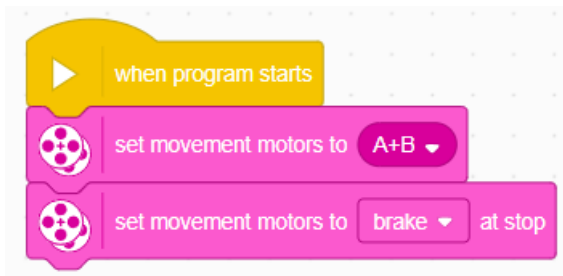 when program starts
set movement motors to A+B
set movement motors to brake at stop